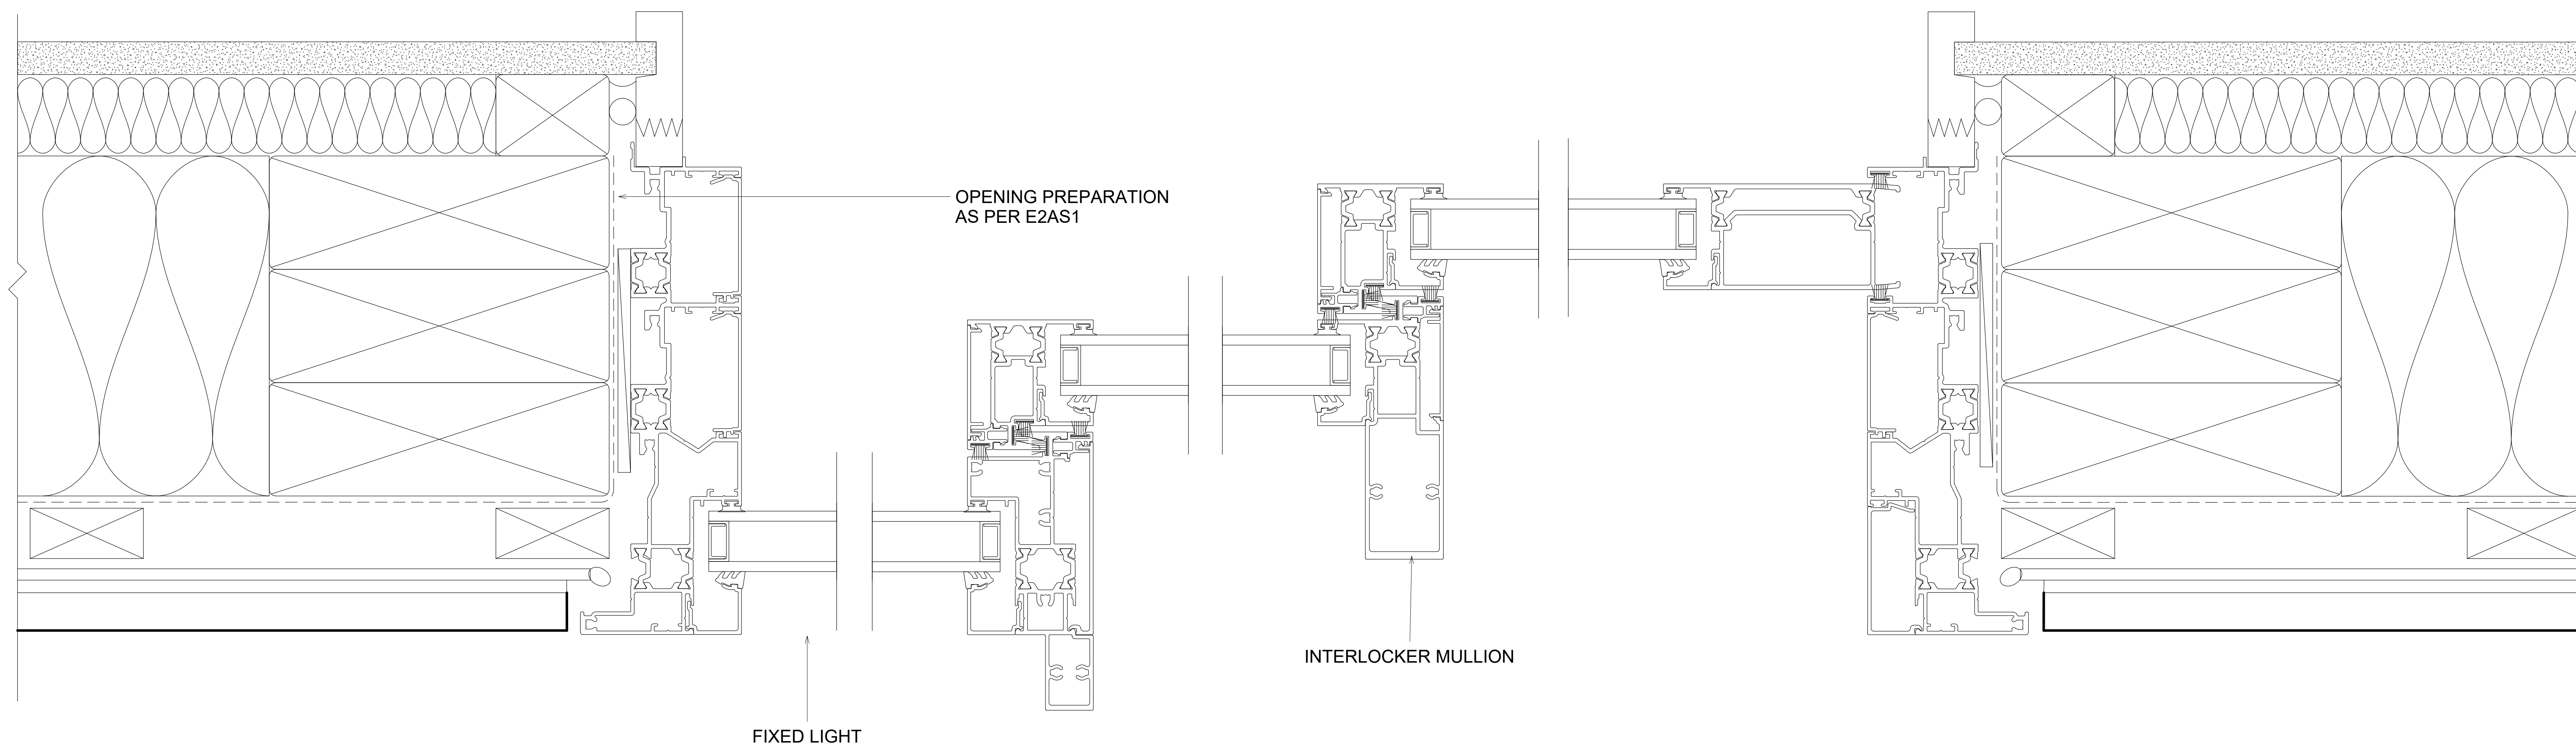 OPENING PREPARATION
AS PER E2AS1
INTERLOCKER MULLION
FIXED LIGHT